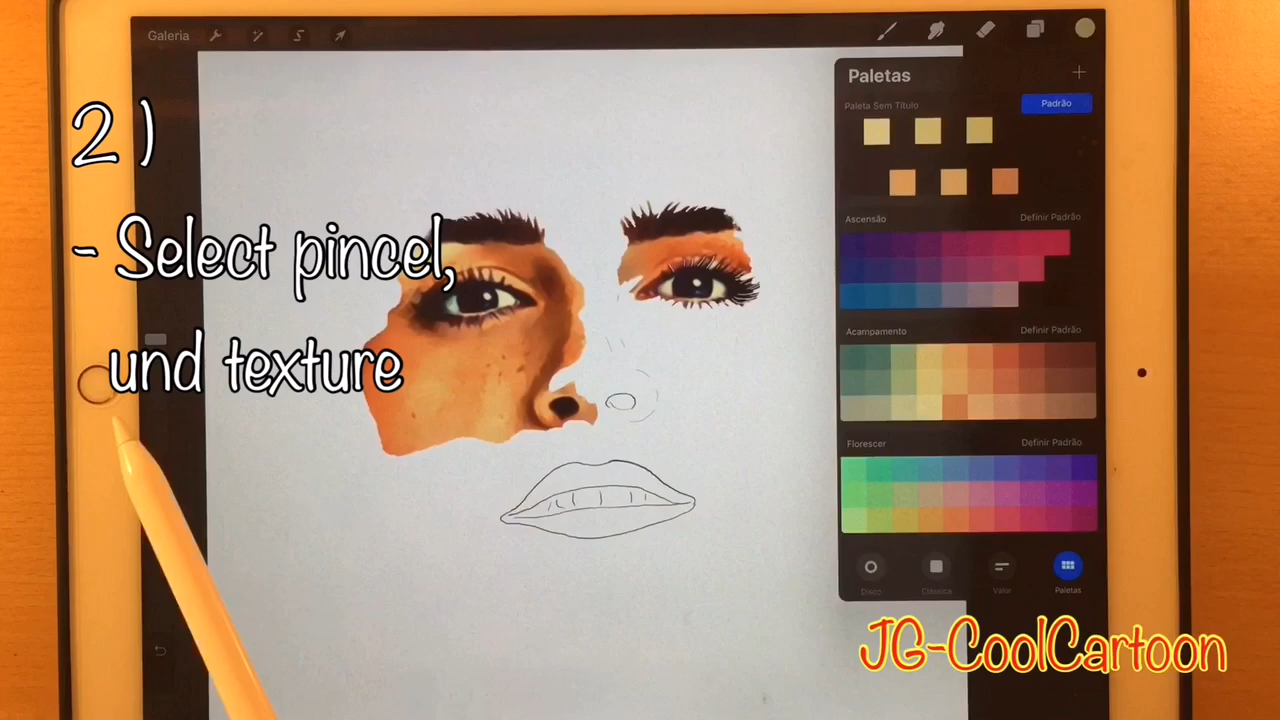 Galeria
Paletas
Paleta Sem Título
Padrão
2 )
- Select pincel,
und texture
Ascensão Definir Padrão
Acampamento Definir Padrão
Florescer Definir Padrão
Disco Clássica Valor Paletas
JG-CoolCartoon